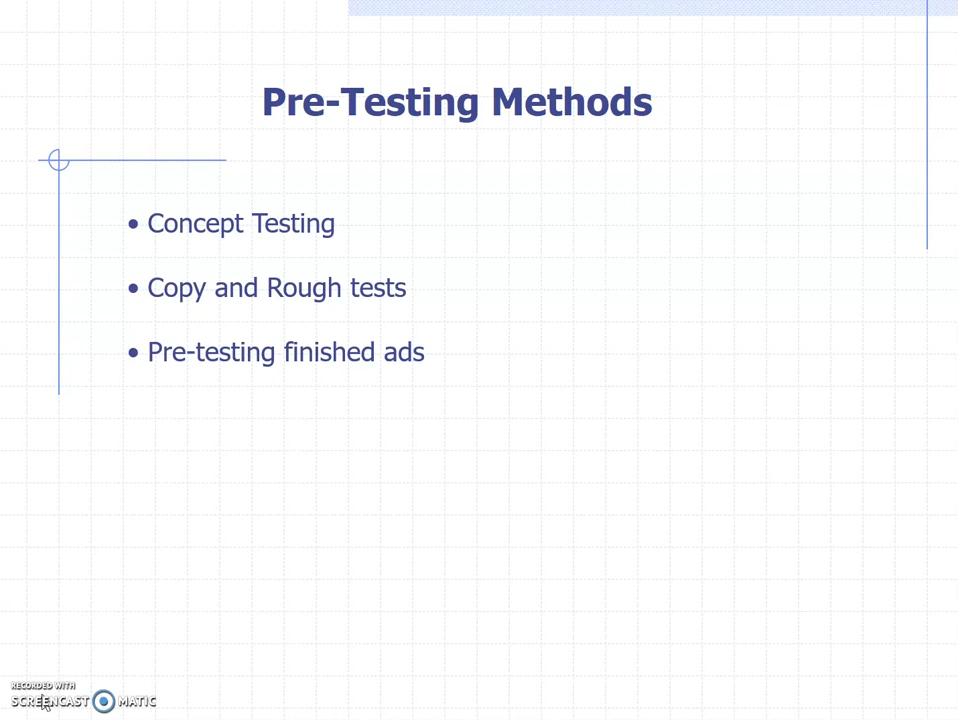 Pre-Testing Methods
• Concept Testing
• Copy and Rough tests
• Pre-testing finished ads
RECORDED WITH
SCREENCAST MATIC